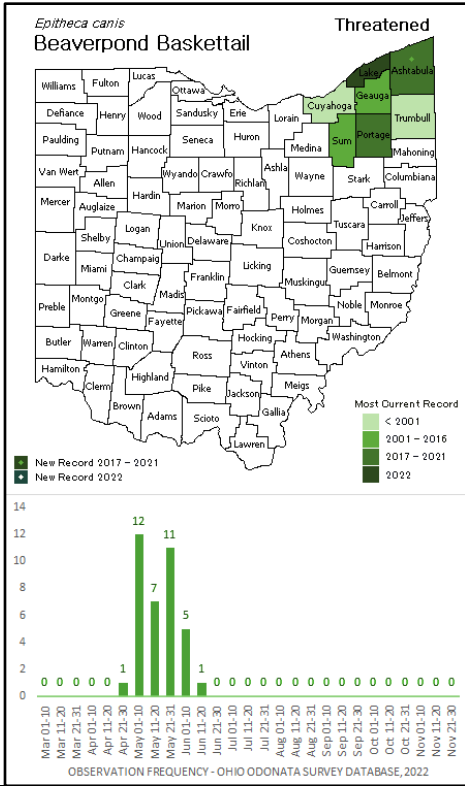 Epitheca canis
Beaverpond Baskettail
Threatened
Williams Fulton Lucas Ottawa Lake Ashtabula
Geauga
Defiance Henry Wood Sandusky Erie Lorain Cuyahoga Trumbull
Paulding Putnam Hancock Seneca Huron Medina Sum Portage
Mahoning
Van Wert Allen Wyando Crawfo Richlan Ashla Wayne Stark Columbiana
Mercer Auglaize Hardin Marion Morro Holmes Carroll
Tuscara Jeffers
Shelby Logan Union Delaware Knox Coshocton Harrison
Darke Miami Champaig Licking Guernsey Belmont
Clark Madis Franklin Muskingu
Preble Montgo Greene Fayette Pickawa Fairfield Perry Morgan Noble Monroe
Butler Warren Clinton Ross Hocking Athens Washington
Hamilton Clerm Highland Vinton Meigs
Brown Adams Pike Jackson Gallia
Scioto Lawren
Most Current Record
< 2001
2001 – 2016
2017 – 2021
2022
New Record 2017 – 2021
New Record 2022
14
12
10
8
6
4
2
0
0 0 0 0 0 1 12 7 11 5 1 0 0 0 0 0 0 0 0 0 0 0 0 0 0 0 0
Mar 01-10
Mar 11-20
Mar 21-31
Apr 01-10
Apr 11-20
Apr 21-30
May 01-10
May 11-20
May 21-31
Jun 01-10
Jun 11-20
Jun 21-30
Jul 01-10
Jul 11-20
Jul 21-31
Aug 01-10
Aug 11-20
Aug 21-31
Sep 01-10
Sep 11-20
Sep 21-30
Oct 01-10
Oct 11-20
Oct 21-31
Nov 01-10
Nov 11-20
Nov 21-30
OBSERVATION FREQUENCY - OHIO ODONATA SURVEY DATABASE, 2022